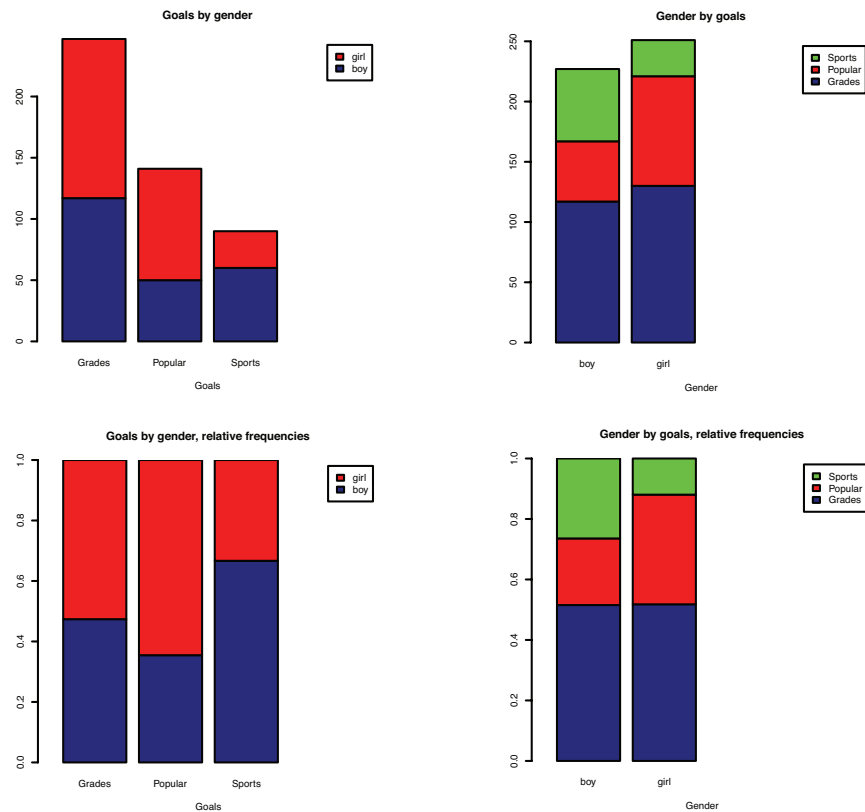 Goals by gender
girl
boy
0
50
100
150
200
Grades
Popular
Sports
Goals
Gender by goals
Sports
Popular
Grades
0
50
100
150
200
250
boy
girl
Gender
Goals by gender, relative frequencies
girl
boy
0.0
0.2
0.4
0.6
0.8
1.0
Grades
Popular
Sports
Goals
Gender by goals, relative frequencies
Sports
Popular
Grades
0.0
0.2
0.4
0.6
0.8
1.0
boy
girl
Gender